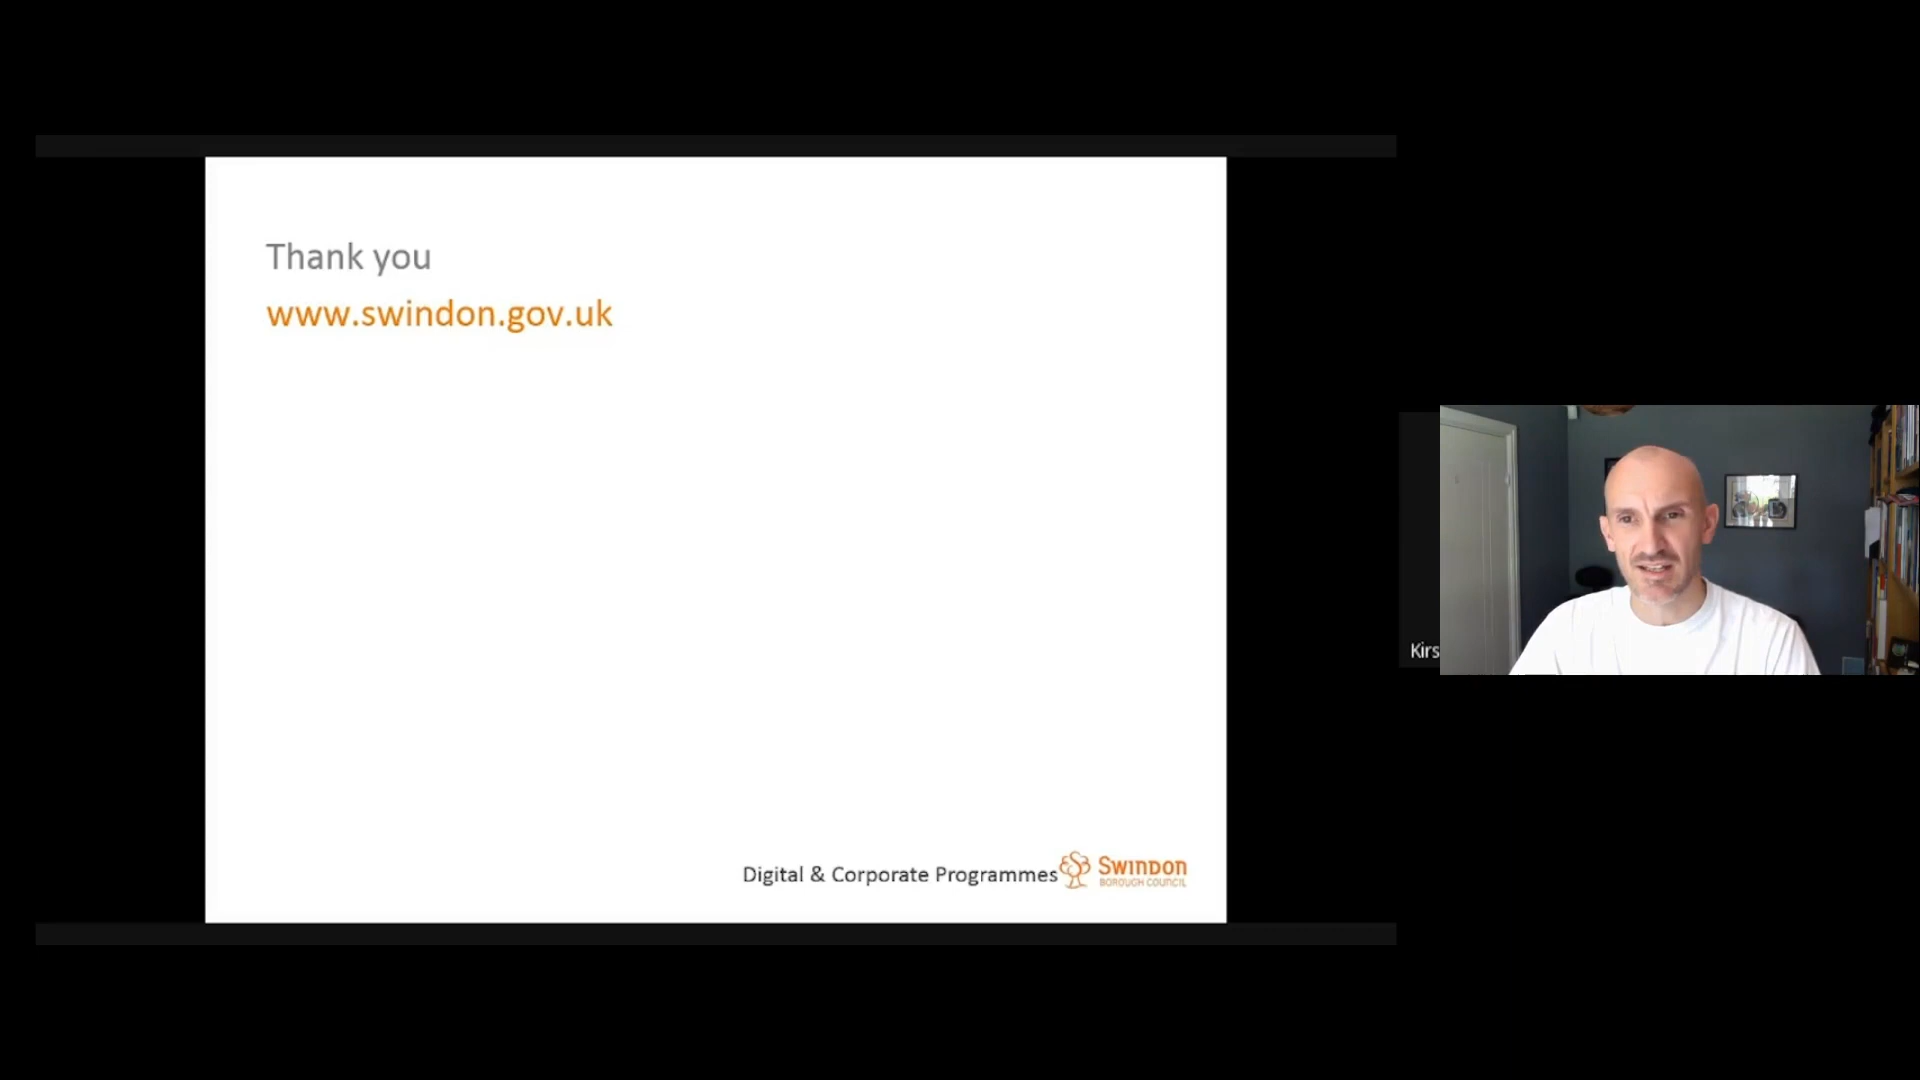 Thank you
www.swindon.gov.uk
Digital & Corporate Programmes
SWINDON
BOROUGH COUNCIL
Kirs